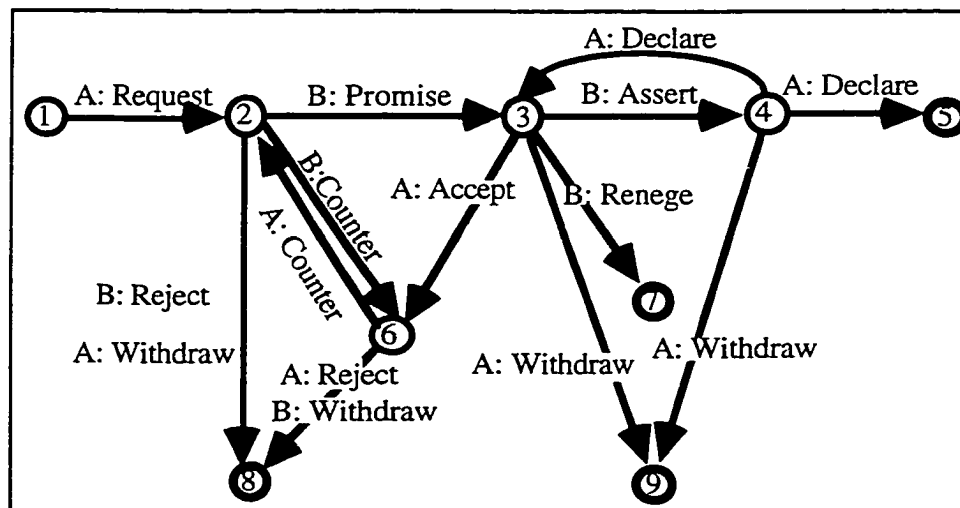 A: Declare
A: Request
B: Promise
B: Assert
A: Declare
1
2
3
4
5
B:Counter
A: Counter
A: Accept
B: Renege
B: Reject
7
6
A: Withdraw
A: Reject
A: Withdraw
A: Withdraw
B: Withdraw
8
9